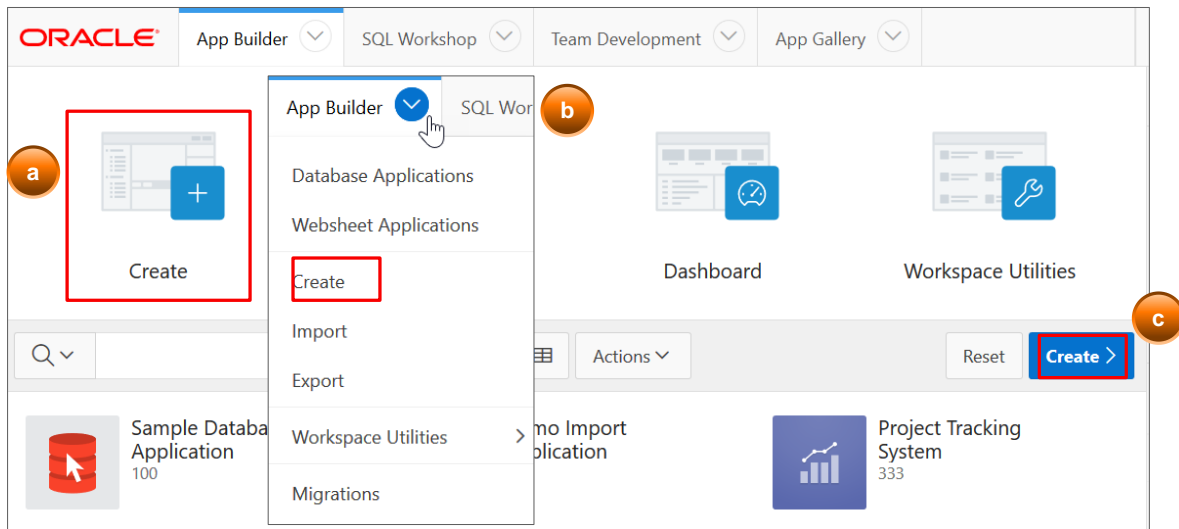 ORACLE
App Builder
SQL Workshop
Team Development
App Gallery
a
Create
App Builder
SQL Wor
b
Database Applications
Websheet Applications
Create
Import
Export
Workspace Utilities
Migrations
Dashboard
Workspace Utilities
c
Actions
Reset
Create
Sample Databa
Application
100
mo Import
plication
Project Tracking
System
333